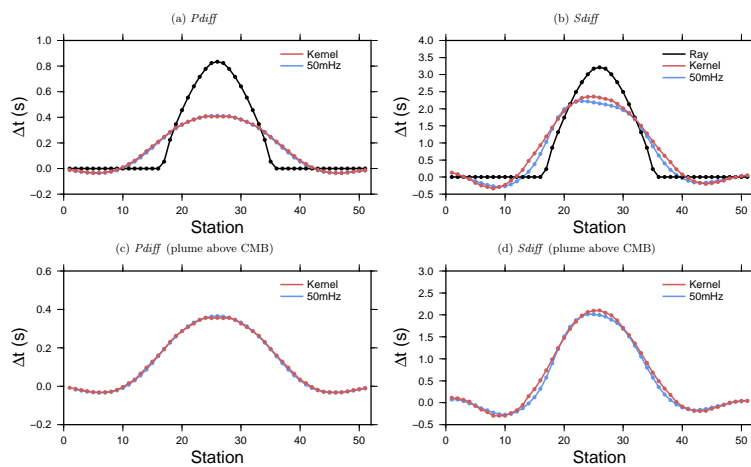 (a) Pdiff
1.0
0.8
0.6
0.4
0.2
0.0
−0.2
Δt (s)
Kernel
50mHz
0 10 20 30 40 50
Station
(b) Sdiff
4.0
3.5
3.0
2.5
2.0
1.5
1.0
0.5
0.0
−0.5
Δt (s)
Ray
Kernel
50mHz
0 10 20 30 40 50
Station
(c) Pdiff (plume above CMB)
0.6
0.4
0.2
0.0
−0.2
Δt (s)
Kernel
50mHz
0 10 20 30 40 50
Station
(d) Sdiff (plume above CMB)
3.0
2.5
2.0
1.5
1.0
0.5
0.0
−0.5
Δt (s)
Kernel
50mHz
0 10 20 30 40 50
Station